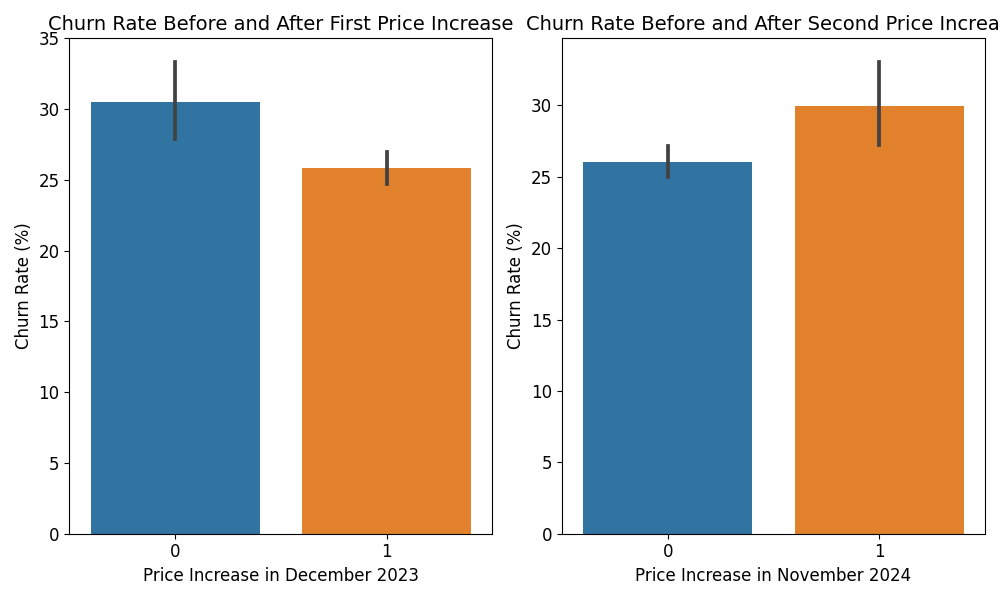 Churn Rate Before and After First Price Increase
35
30
25
20
15
10
5
0
Churn Rate (%)
0 1
Price Increase in December 2023
Churn Rate Before and After Second Price Increa
30
25
20
15
10
5
0
Churn Rate (%)
0 1
Price Increase in November 2024